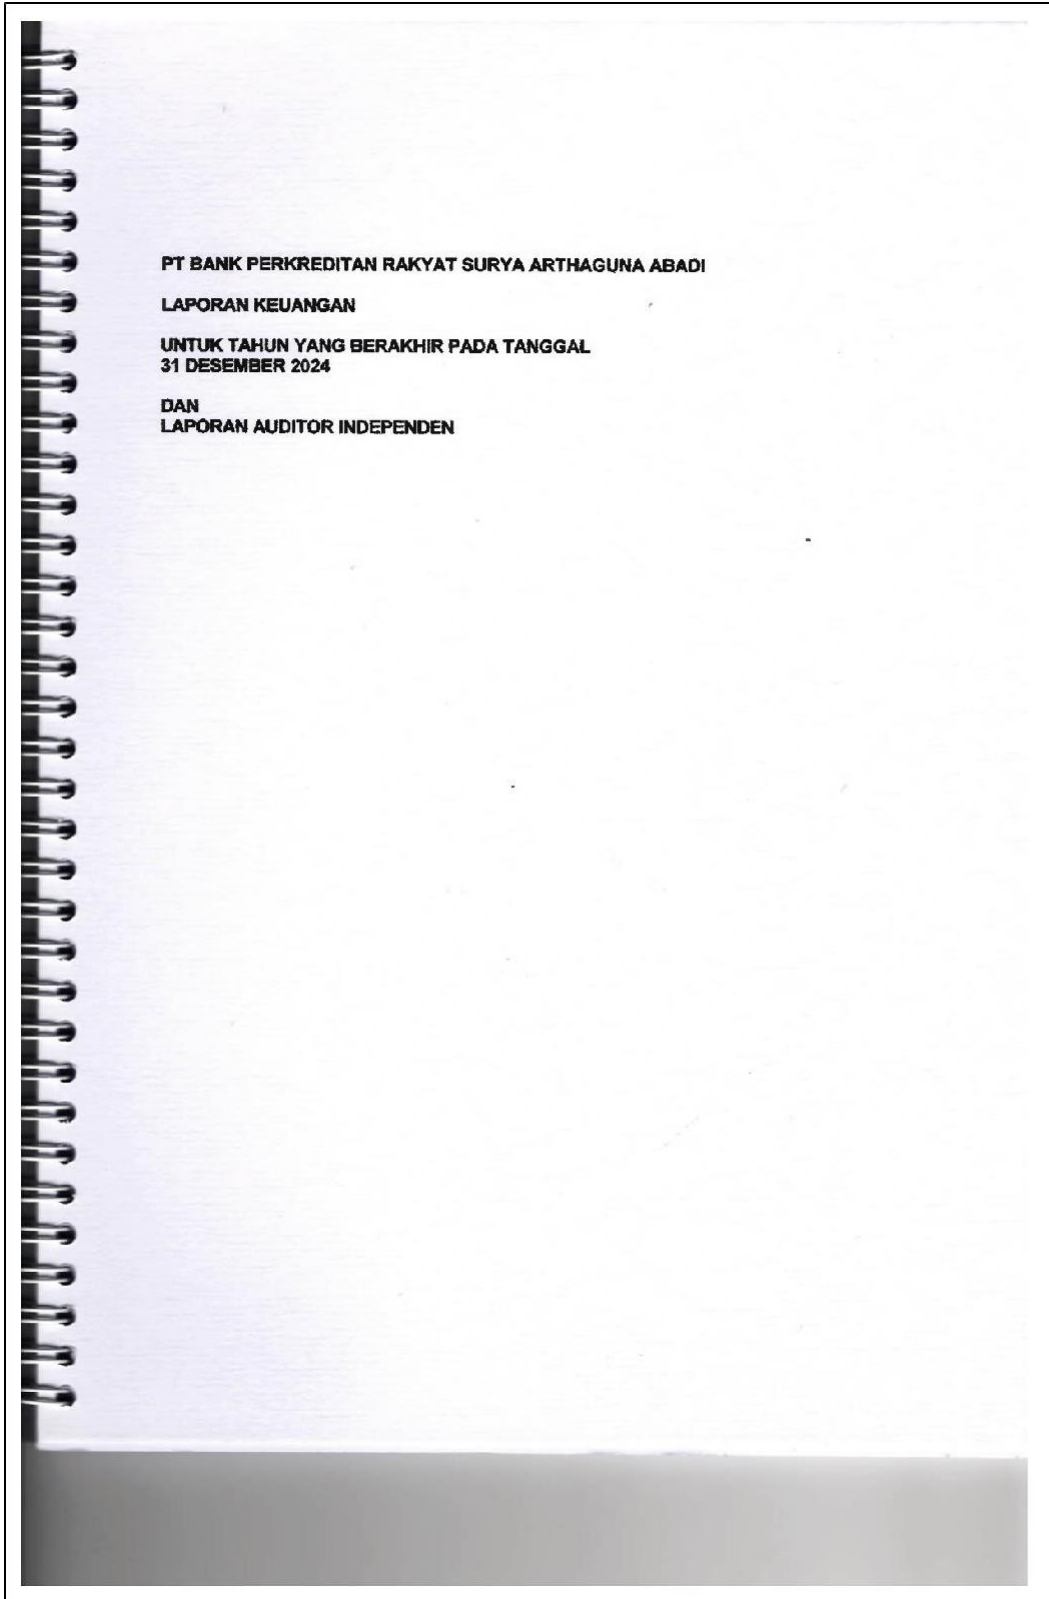 PT BANK PERKREDITAN RAKYAT SURYA ARTHAGUNA ABADI
LAPORAN KEUANGAN
UNTUK TAHUN YANG BERAKHIR PADA TANGGAL
31 DESEMBER 2024
DAN
LAPORAN AUDITOR INDEPENDEN